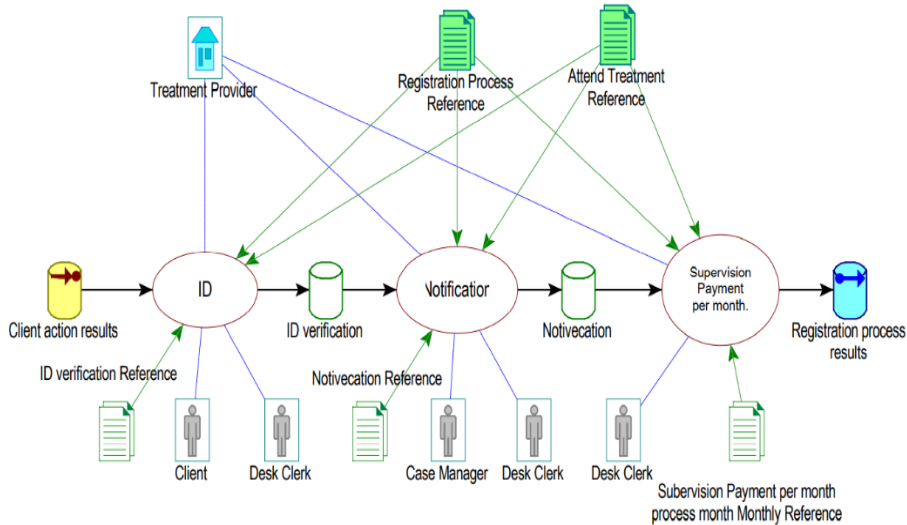 Treatment Provider
Registration Process
Reference
Attend Treatment
Reference
ID
Notification
Supervision
Payment
per month.
Client action results
ID verification
Notivecation
Registration process
results
ID verification Reference
Notivecation Reference
Client
Desk Clerk
Case Manager
Desk Clerk
Desk Clerk
Subervision Payment per month
process month Monthly Reference